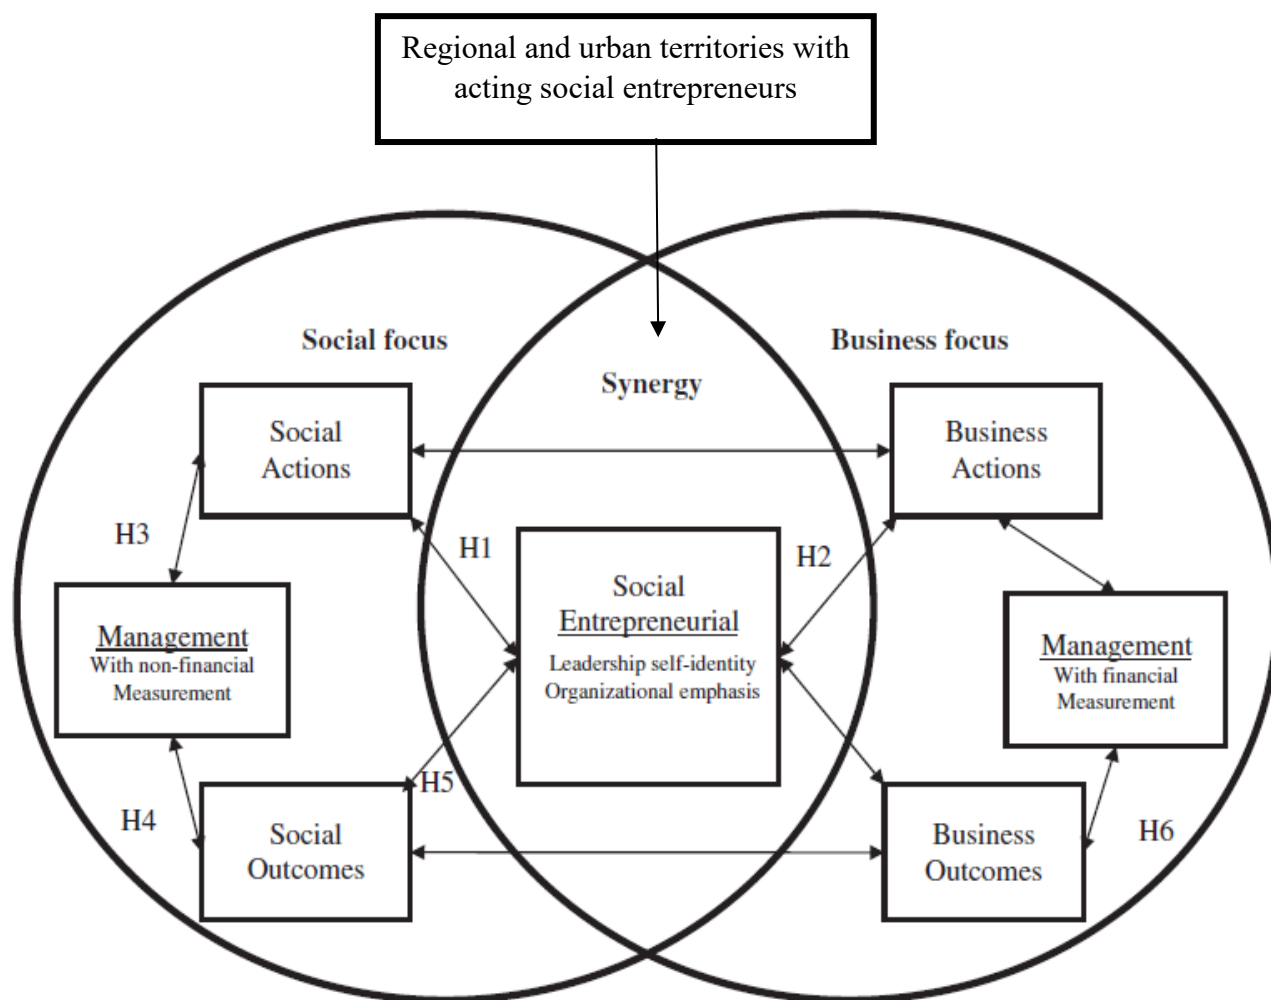 Regional and urban territories with
acting social entrepreneurs
Social focus
Business focus
Synergy
Social
Actions
Business
Actions
H3
H1
H2
Social
Entrepreneurial
Leadership self-identity
Organizational emphasis
Management
With non-financial
Measurement
Management
With financial
Measurement
H5
H4
H6
Social
Outcomes
Business
Outcomes